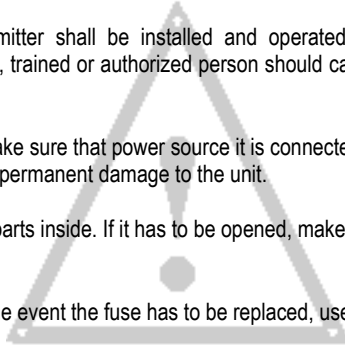 mitter shall be installed and operated
, trained or authorized person should ca
ake sure that power source it is connecte
permanent damage to the unit.
parts inside. If it has to be opened, make
e event the fuse has to be replaced, use